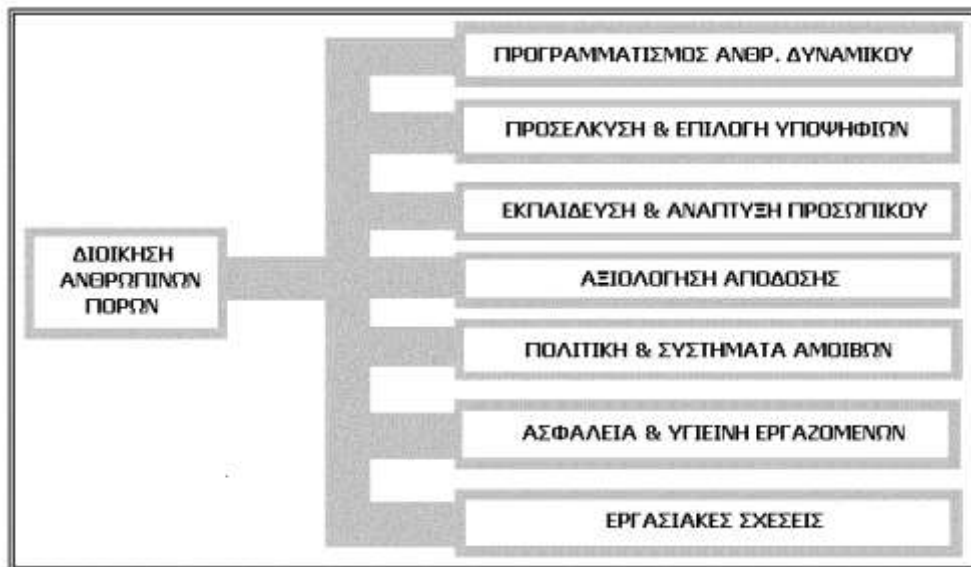 ΠΡΟΓΡΑΜΜΑΤΙΣΜΟΣ ΑΝΘΡ. ΔΥΝΑΜΙΚΟΥ
ΠΡΟΣΕΛΚΥΣΗ & ΕΠΙΛΟΓΗ ΥΠΟΨΗΦΙΩΝ
ΕΚΠΑΙΔΕΥΣΗ & ΑΝΑΠΤΥΞΗ ΠΡΟΣΩΠΙΚΟΥ
ΔΙΟΙΚΗΣΗ
ΑΝΘΡΩΠΙΝΩΝ
ΠΟΡΩΝ
ΑΞΙΟΛΟΓΗΣΗ ΑΠΟΔΟΣΗΣ
ΠΟΛΙΤΙΚΗ & ΣΥΣΤΗΜΑΤΑ ΑΜΟΙΒΩΝ
ΑΣΦΑΛΕΙΑ & ΥΓΙΕΙΝΗ ΕΡΓΑΖΟΜΕΝΩΝ
ΕΡΓΑΣΙΑΚΕΣ ΣΧΕΣΕΙΣ